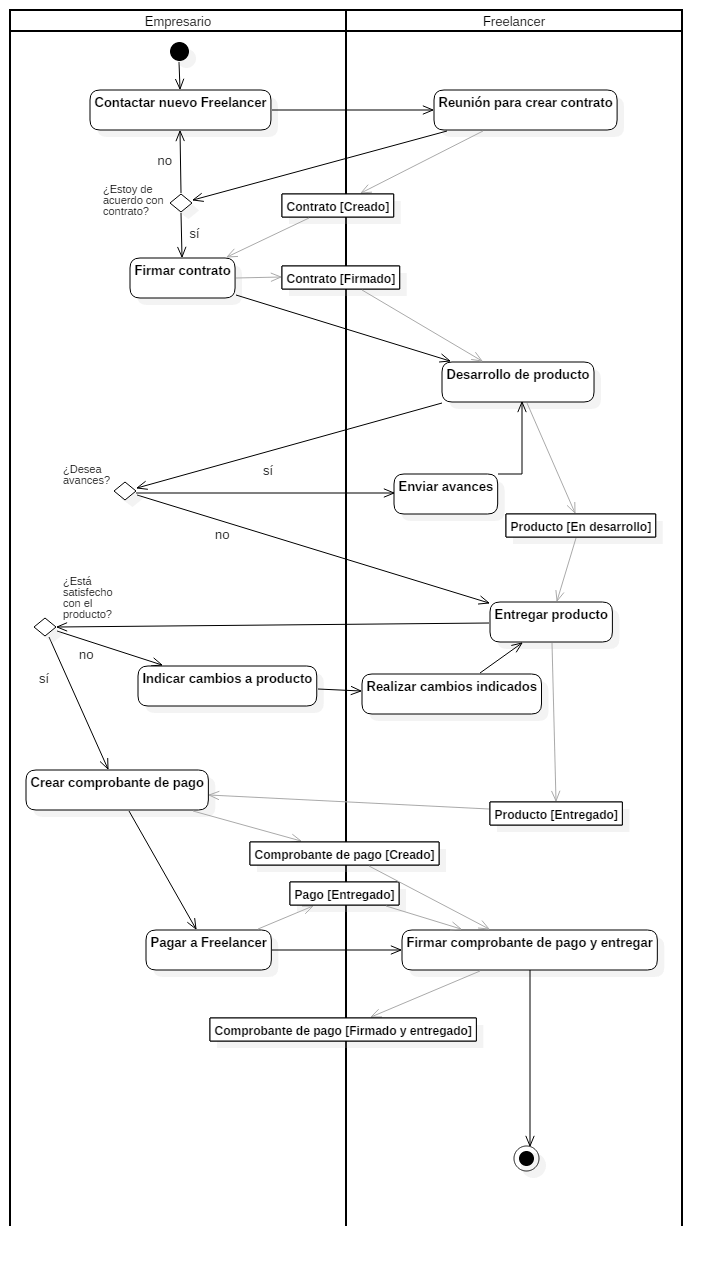 Empresario
Freelancer
Contactar nuevo Freelancer
Reunión para crear contrato
no
¿Estoy de
acuerdo con
contrato?
Contrato [Creado]
sí
Firmar contrato
Contrato [Firmado]
Desarrollo de producto
¿Desea
avances?
sí
Enviar avances
Producto [En desarrollo]
no
¿Está
satisfecho
con el
producto?
Entregar producto
no
sí
Indicar cambios a producto
Realizar cambios indicados
Crear comprobante de pago
Producto [Entregado]
Comprobante de pago [Creado]
Pago [Entregado]
Pagar a Freelancer
Firmar comprobante de pago y entregar
Comprobante de pago [Firmado y entregado]